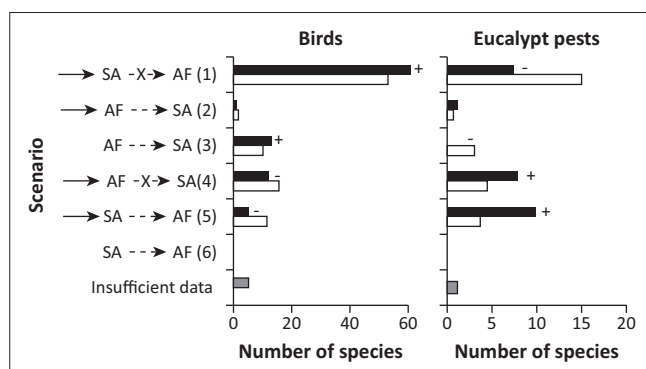 Birds
Eucalypt pests
Scenario
SA -X-> AF (1)
AF ---> SA (2)
AF ---> SA (3)
AF -X-> SA(4)
SA ---> AF (5)
SA ---> AF (6)
Insufficient data
+
+
-
-
-
-
+
+
0 20 40 60
0 5 10 15 20
Number of species
Number of species